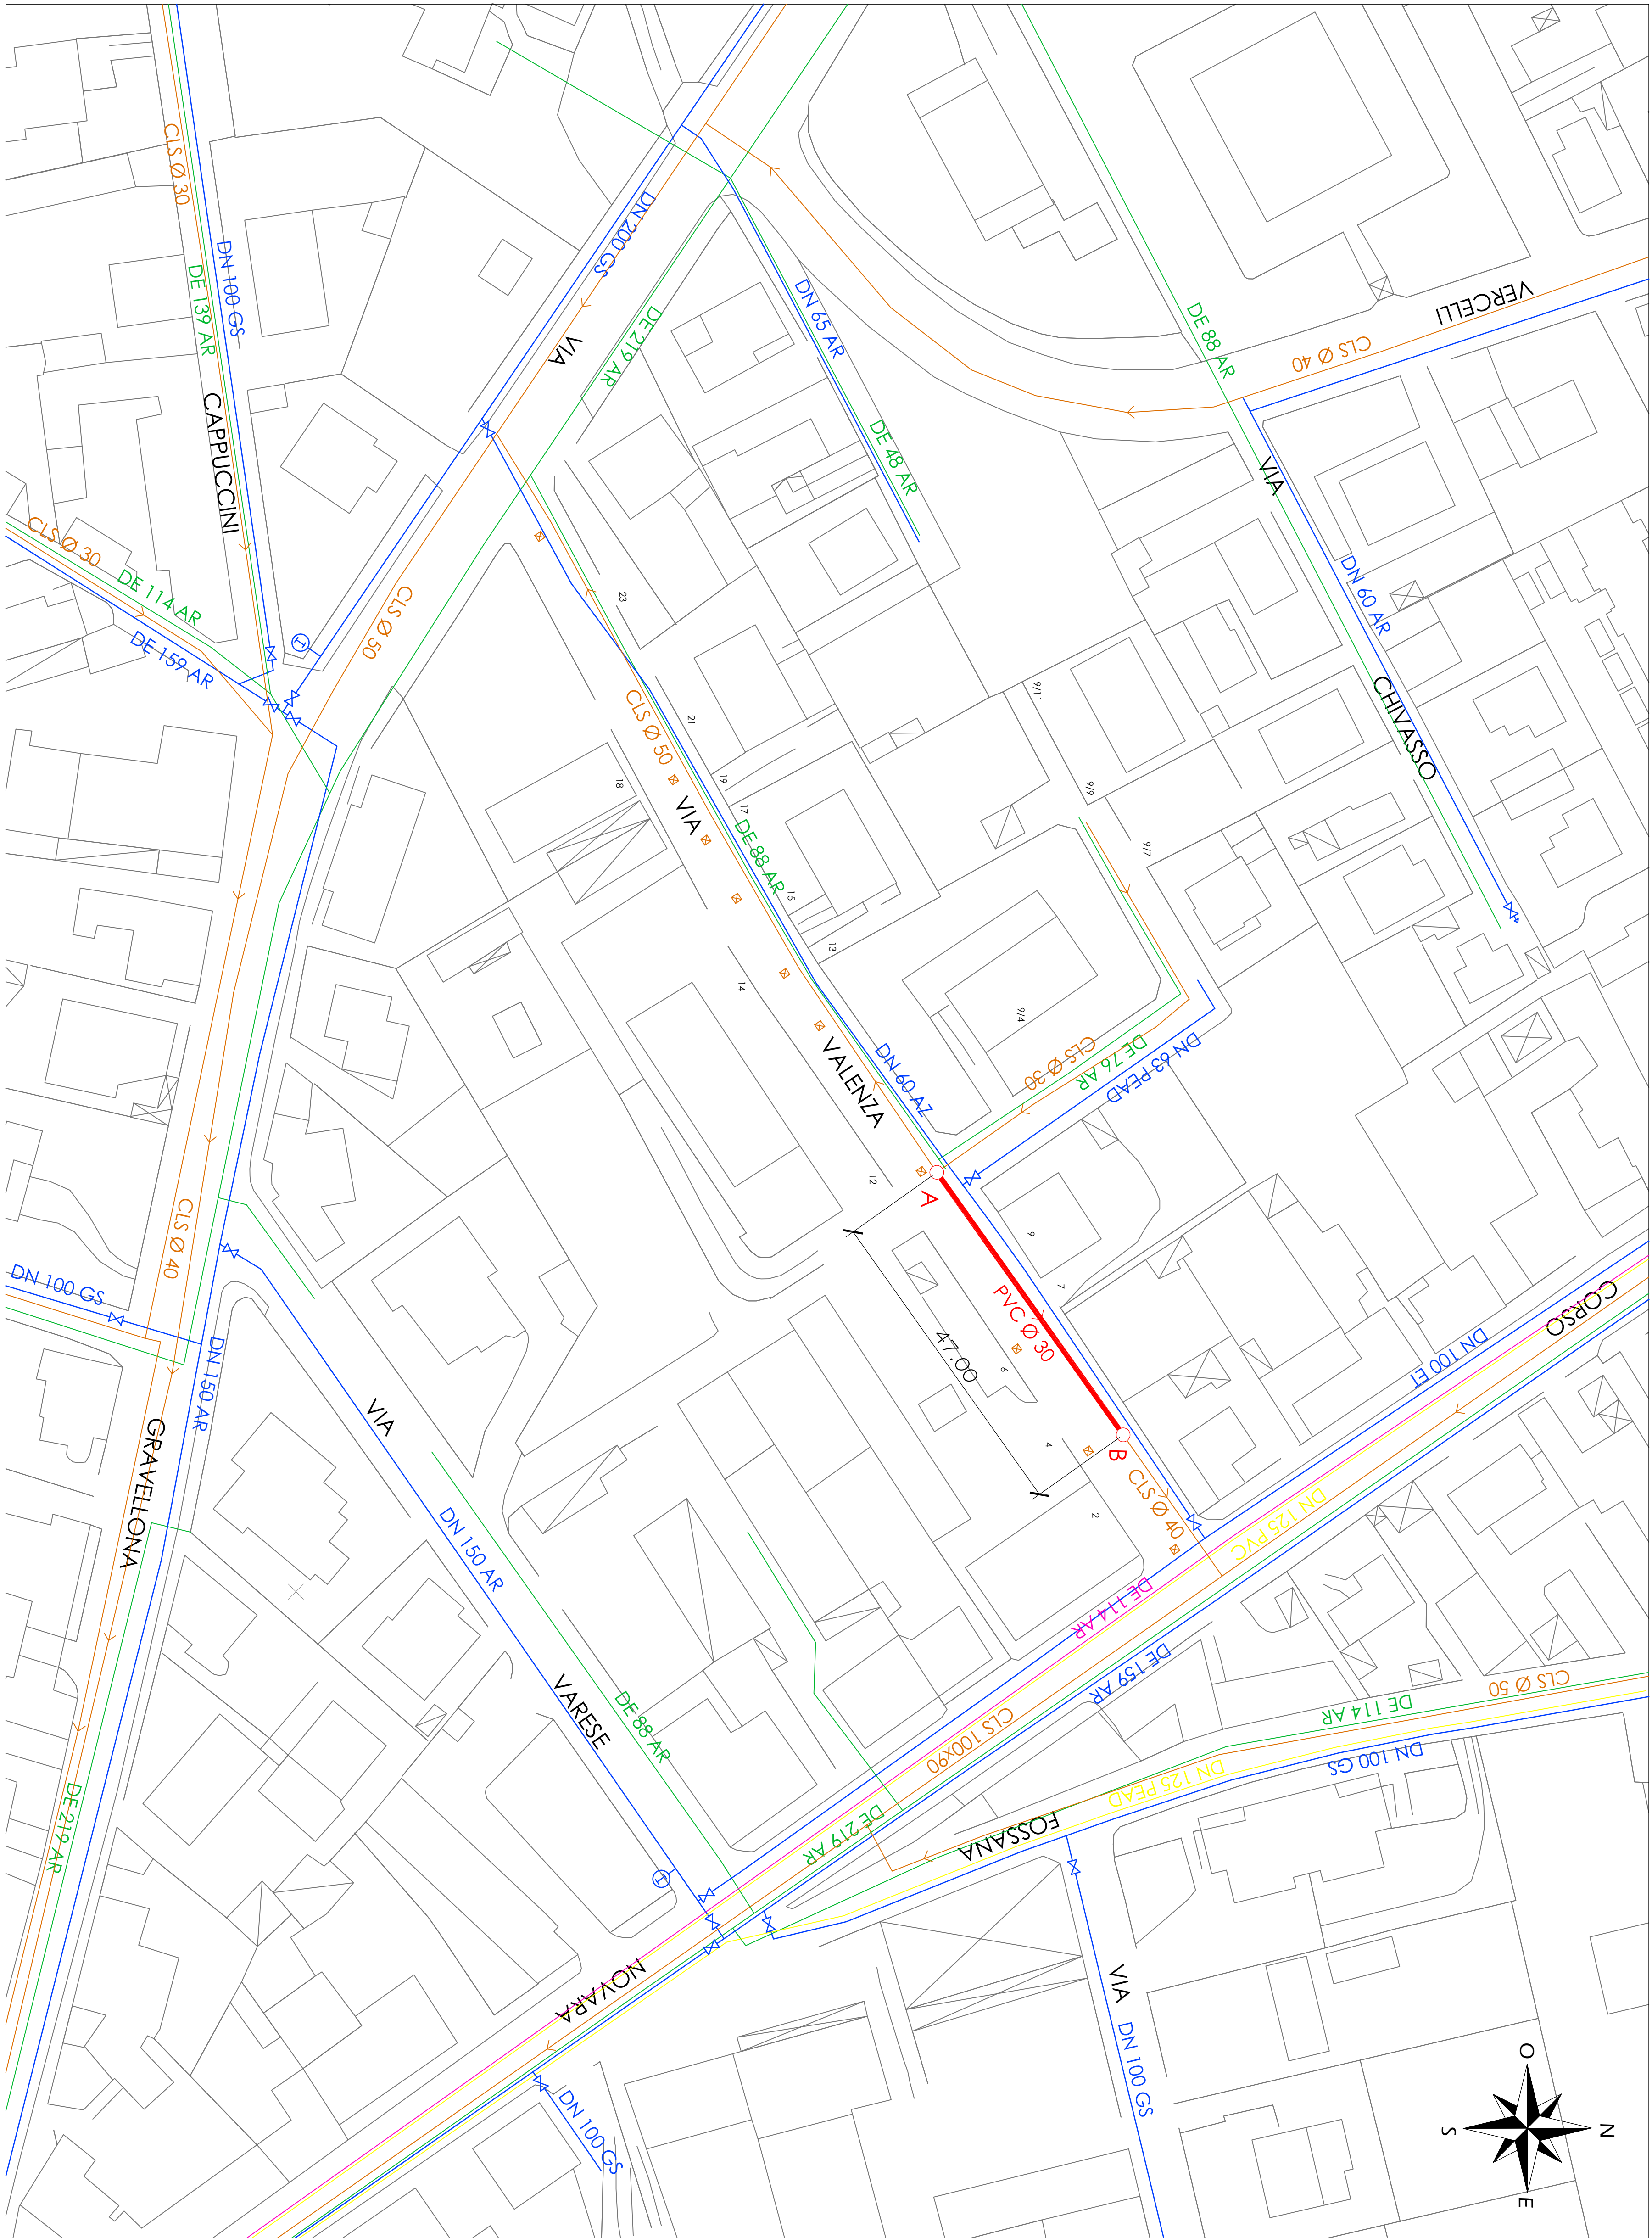 CLS Ø 30
DN 100 GS
DE 139 AR
CAPPUCCINI
CLS Ø 30
DE 114 AR
DE 159 AR
DN 200 GS
VIA
DE 219 AR
DN 65 AR
DE 48 AR
DE 88 AR
VERCELLI
CLS Ø 40
VIA
DN 60 AR
CHIVASSO
CLS Ø 50
23
21
19
17
15
13
18
14
12
9/11
9/9
9/7
9/4
CLS Ø 50
VIA
DE 88 AR
VALENZA
DN 60 AZ
CLS Ø 30
DE 76 AR
DN 63 PEAD
A
9
7
PVC Ø 30
47.00
6
4
2
B
CLS Ø 40
CORSO
DN 100 ET
DN 125 PVC
DE 114 AR
DE 159 AR
CLS 100x90
DE 219 AR
CLS Ø 50
DE 114 AR
DN 125 PEAD
DN 100 GS
FOSSANA
CLS Ø 40
DN 100 GS
DN 150 AR
GRAVELLONA
VIA
DN 150 AR
VARESE
DE 88 AR
DE 219 AR
NOVARA
DN 100 GS
VIA
DN 100 GS
O
N
S
E